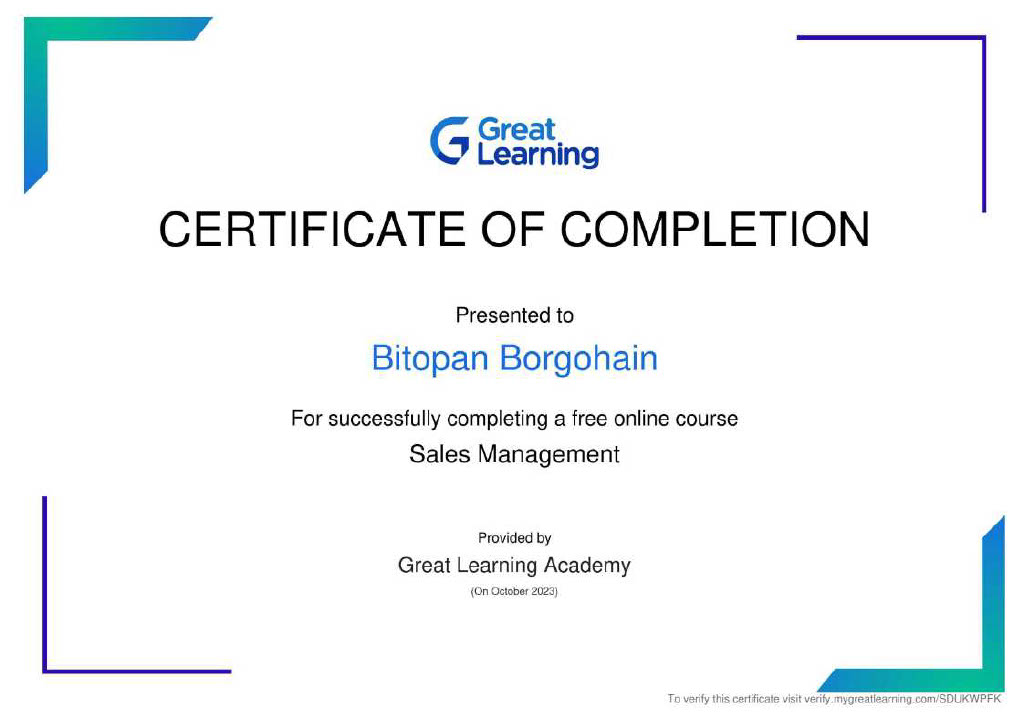 Great
Learning
CERTIFICATE OF COMPLETION
Presented to
Bitopan Borgohain
For successfully completing a free online course
Sales Management
Provided by
Great Learning Academy
(On October 2023)
To verify this certificate visit verify.mygreatlearning.com/SDUKWPFK